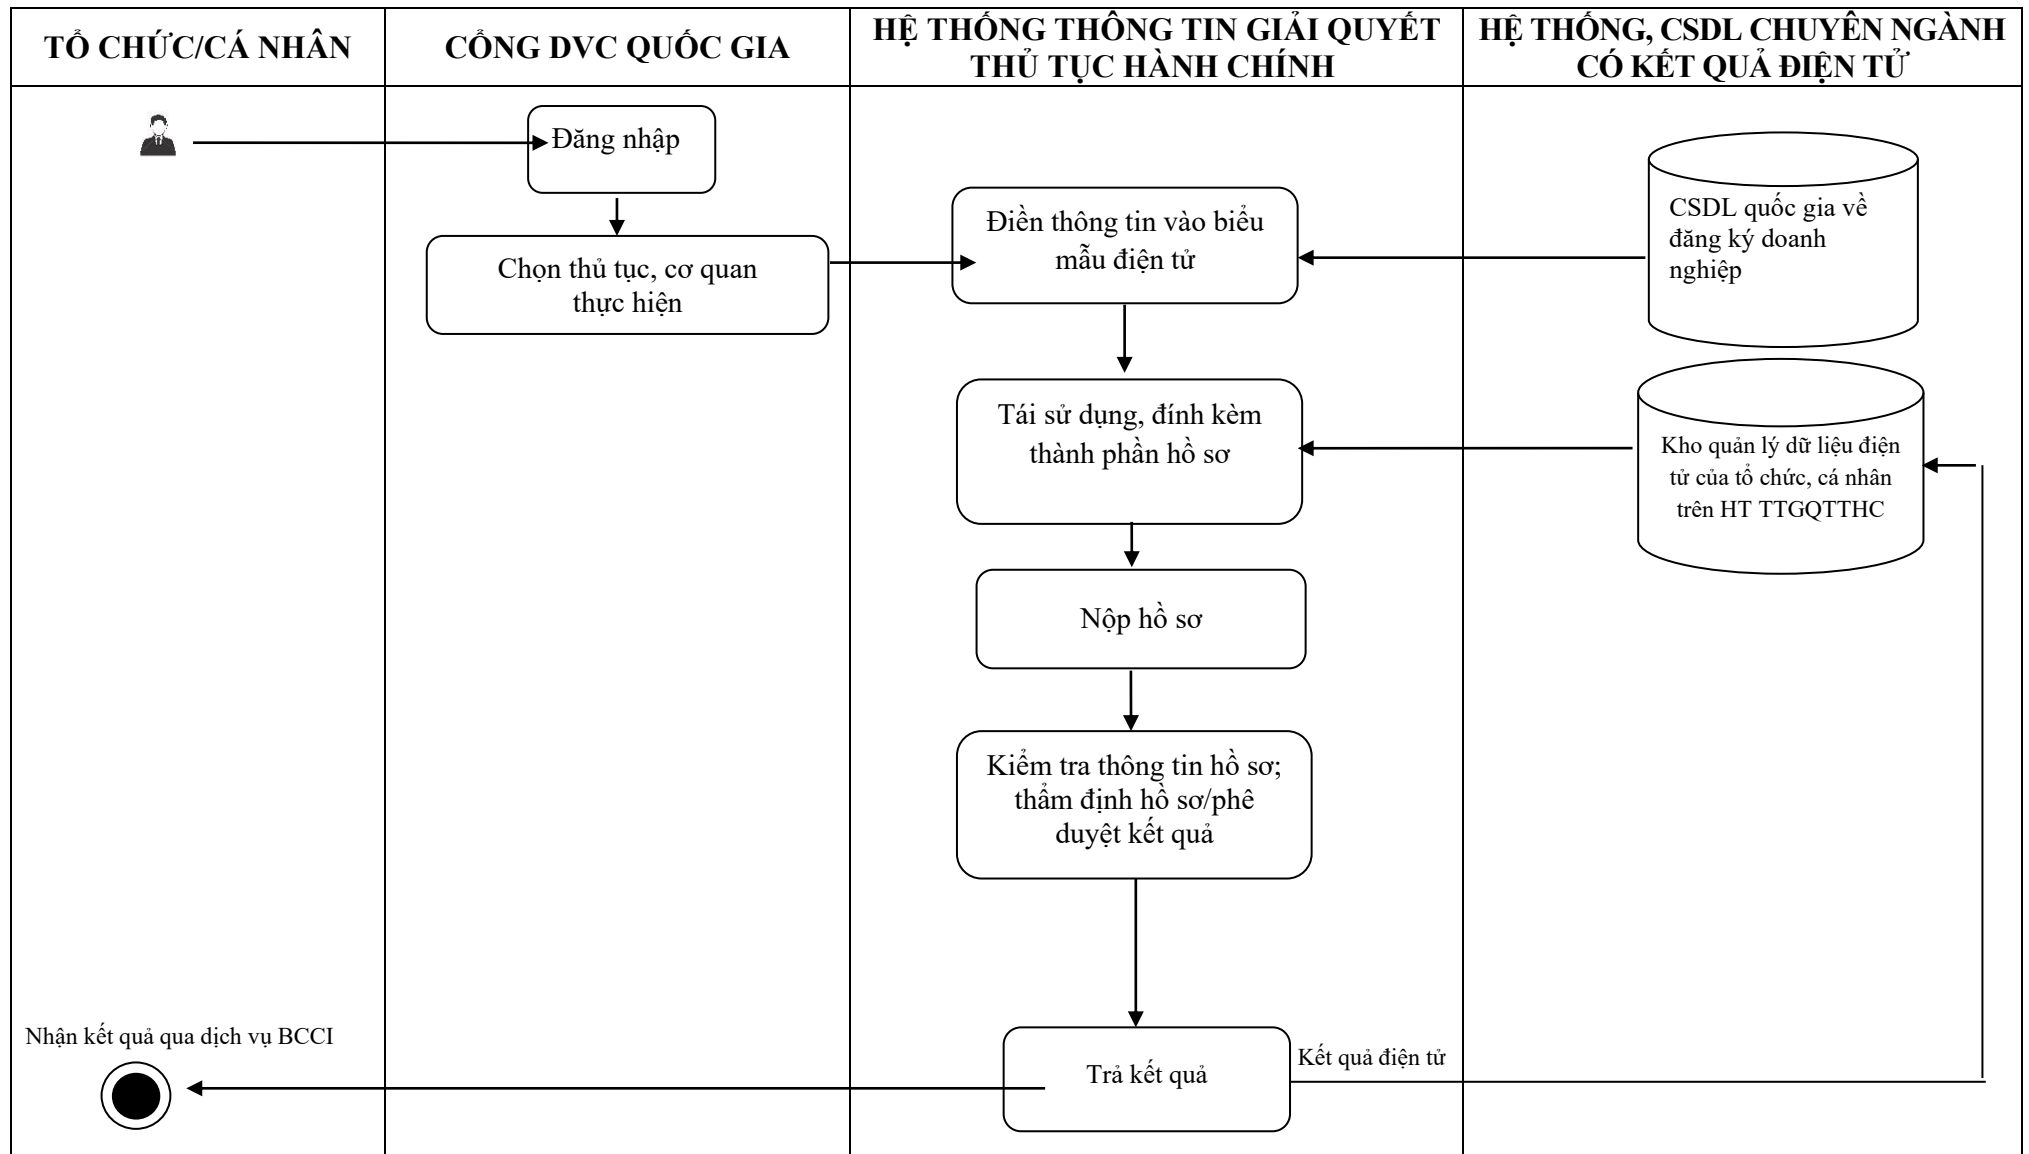 TỔ CHỨC/CÁ NHÂN
CỔNG DVC QUỐC GIA
HỆ THỐNG THÔNG TIN GIẢI QUYẾT
THỦ TỤC HÀNH CHÍNH
HỆ THỐNG, CSDL CHUYÊN NGÀNH
CÓ KẾT QUẢ ĐIỆN TỬ
Đăng nhập
Chọn thủ tục, cơ quan
thực hiện
Điền thông tin vào biểu
mẫu điện tử
CSDL quốc gia về
đăng ký doanh
nghiệp
Tái sử dụng, đính kèm
thành phần hồ sơ
Kho quản lý dữ liệu điện
tử của tổ chức, cá nhân
trên HT TTGQTTHC
Nộp hồ sơ
Kiểm tra thông tin hồ sơ;
thẩm định hồ sơ/phê
duyệt kết quả
Nhận kết quả qua dịch vụ BCCI
Trả kết quả
Kết quả điện tử